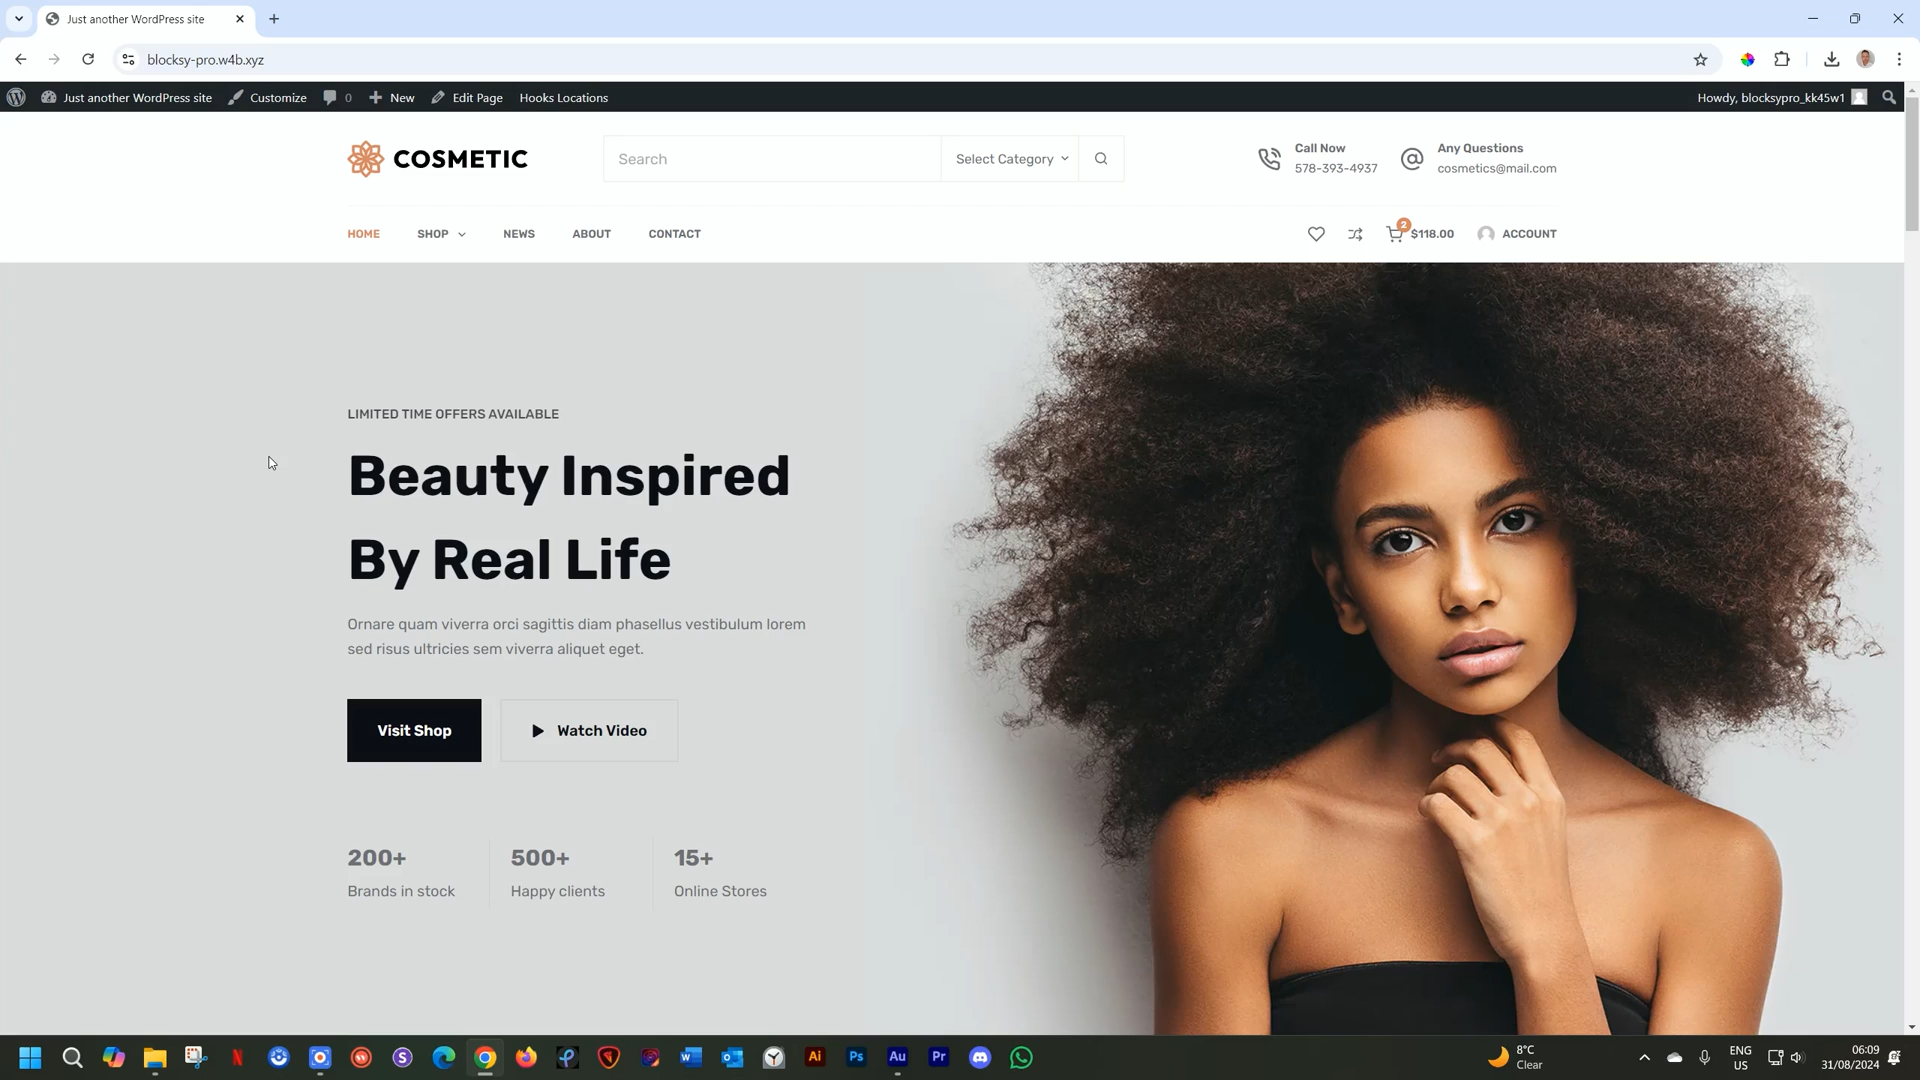 Just another WordPress site
blocksy-pro.w4b.xyz
Just another WordPress site
Customize
0
New
Edit Page
Hooks Locations
Howdy, blocksypro_kk45w1
COSMETIC
Search
Select Category
Call Now
578-393-4937
Any Questions
cosmetics@mail.com
HOME
SHOP
NEWS
ABOUT
CONTACT
2
$118.00
ACCOUNT
LIMITED TIME OFFERS AVAILABLE
Beauty Inspired
By Real Life
Ornare quam viverra orci sagittis diam phasellus vestibulum lorem
sed risus ultricies sem viverra aliquet eget.
Visit Shop
Watch Video
200+
Brands in stock
500+
Happy clients
15+
Online Stores
Ai
Ps
Au
Pr
8°C
Clear
ENG
US
06:09
31/08/2024